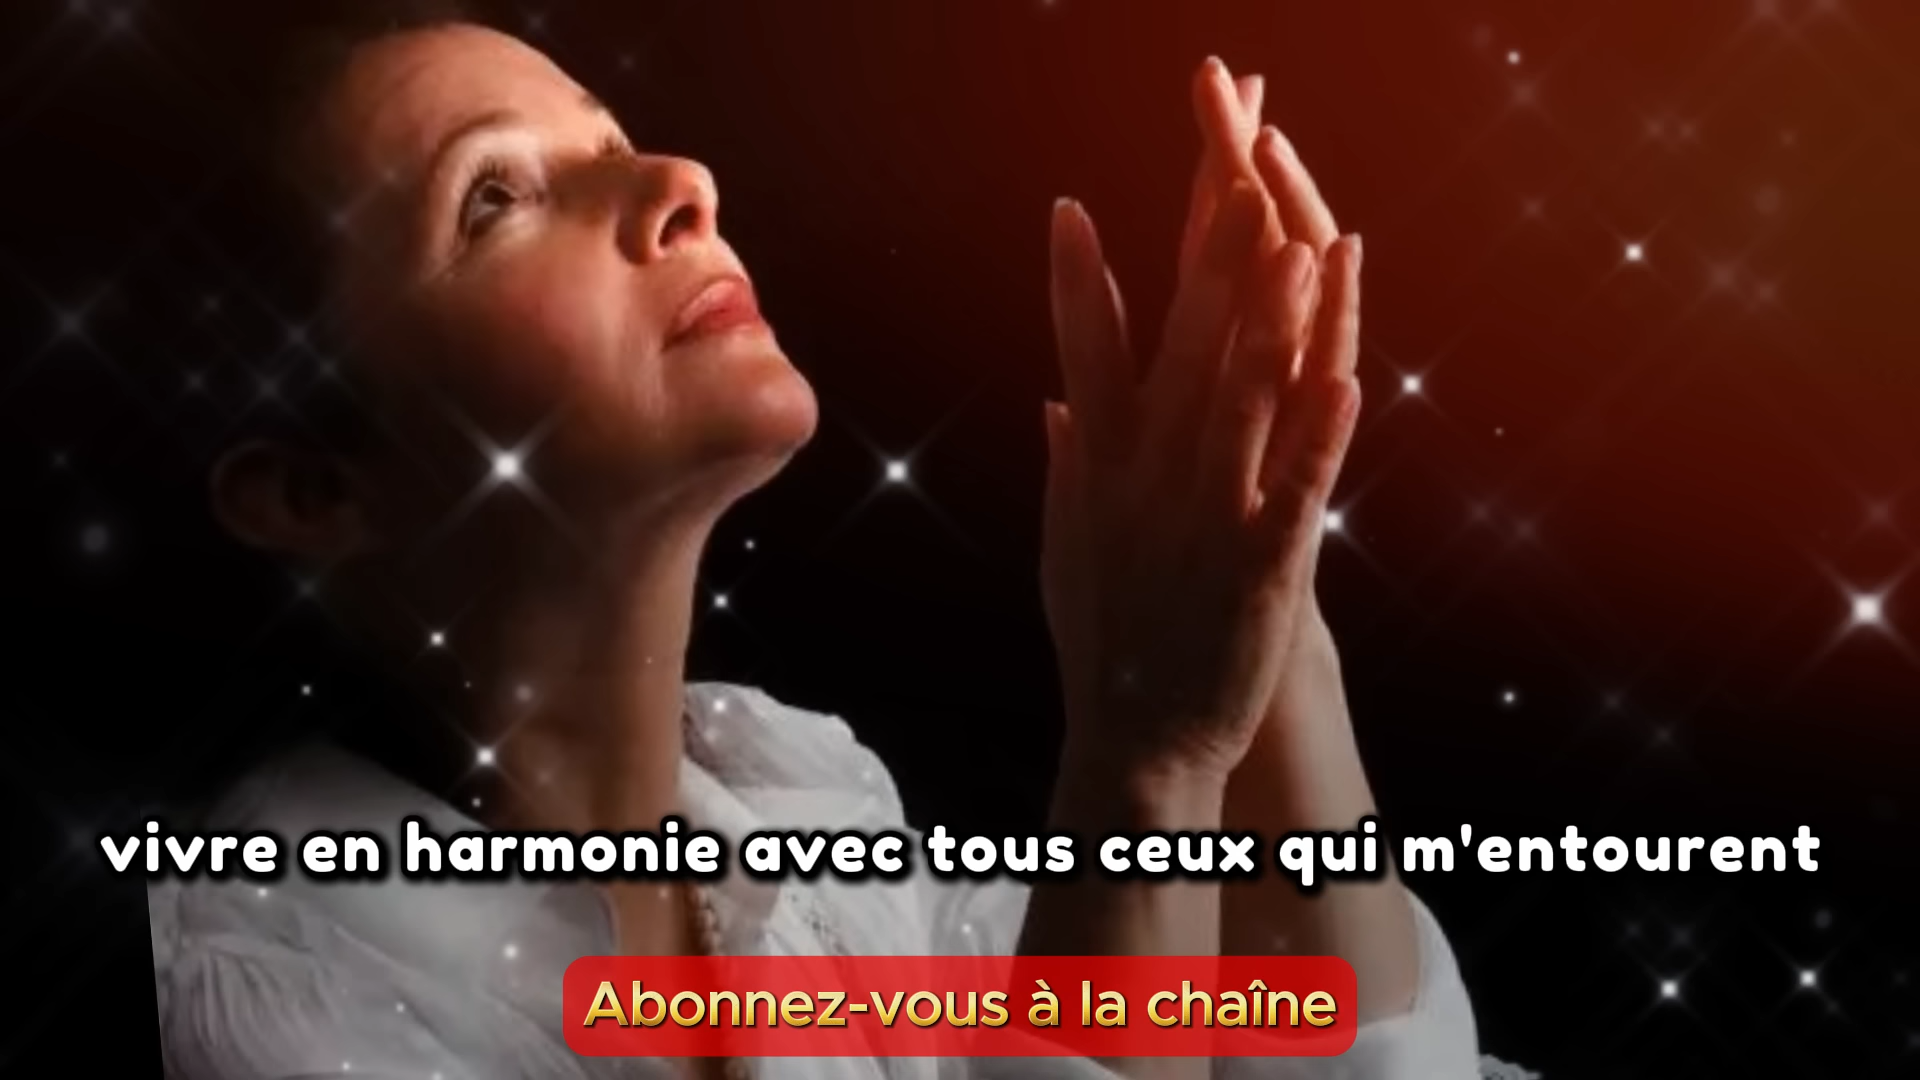 vivre en harmonie avec tous ceux qui m'entourent
Abonnez-vous à la chaîne